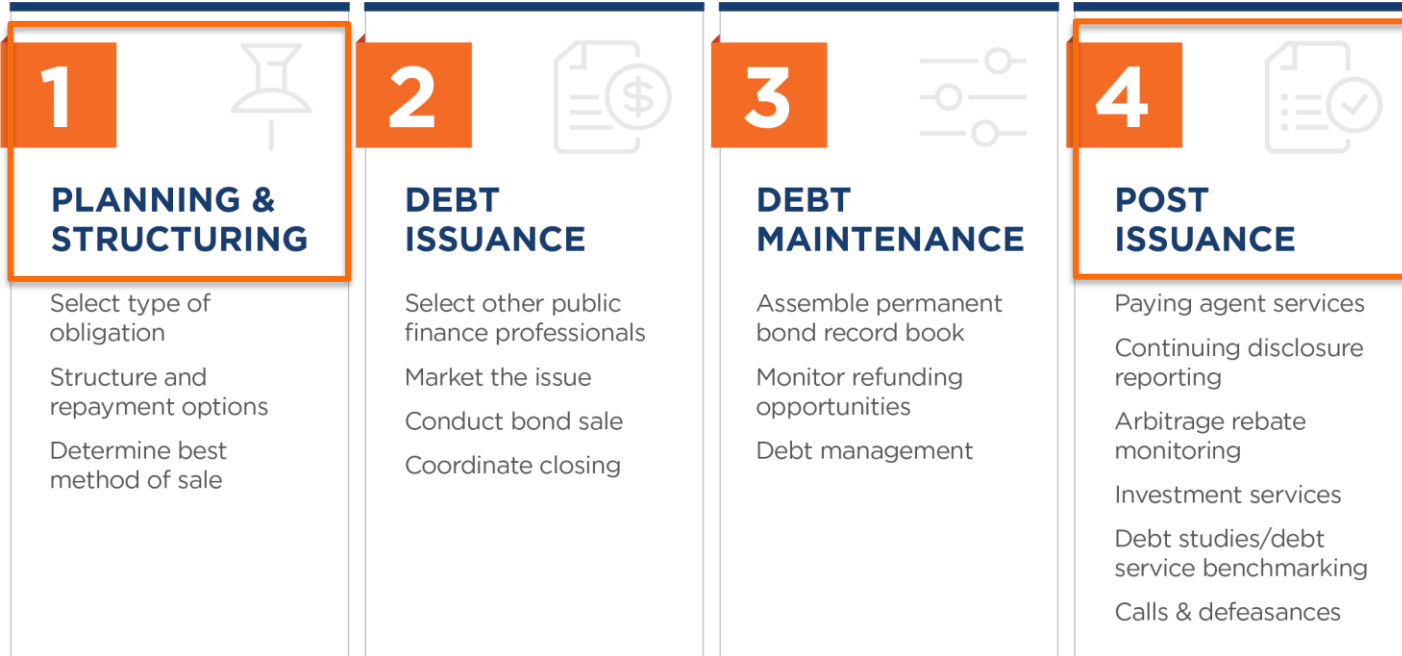 1
PLANNING &
STRUCTURING
Select type of
obligation
Structure and
repayment options
Determine best
method of sale
2
DEBT
ISSUANCE
Select other public
finance professionals
Market the issue
Conduct bond sale
Coordinate closing
3
DEBT
MAINTENANCE
Assemble permanent
bond record book
Monitor refunding
opportunities
Debt management
4
POST
ISSUANCE
Paying agent services
Continuing disclosure
reporting
Arbitrage rebate
monitoring
Investment services
Debt studies/debt
service benchmarking
Calls & defeasances